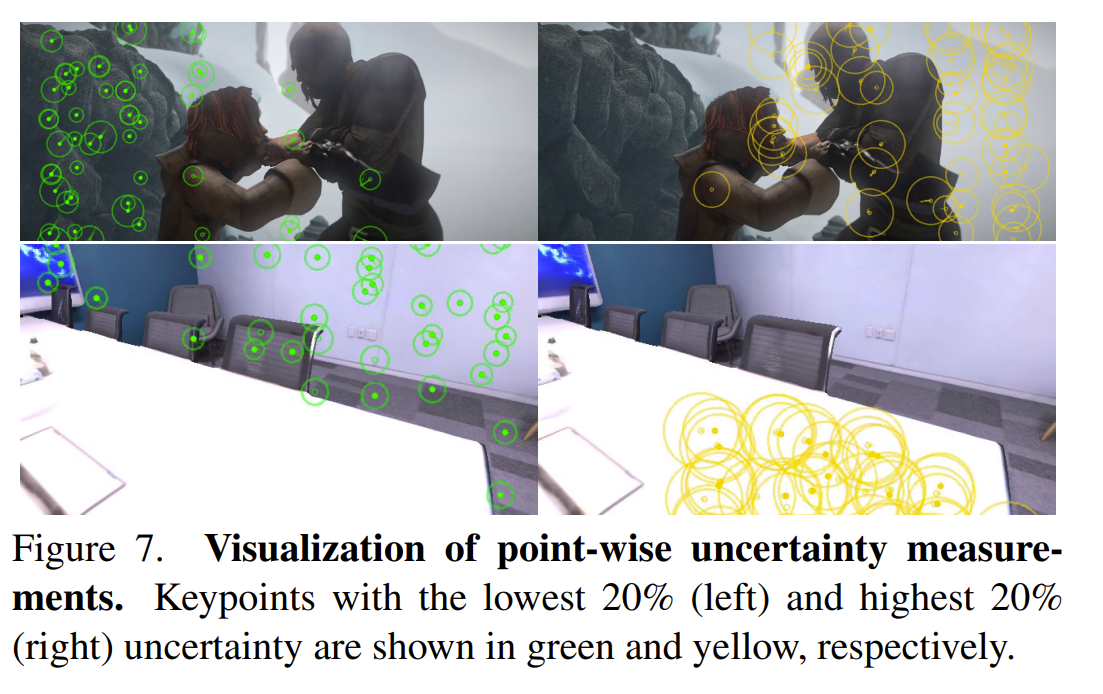 Figure 7. Visualization of point-wise uncertainty measure-
ments. Keypoints with the lowest 20% (left) and highest 20%
(right) uncertainty are shown in green and yellow, respectively.